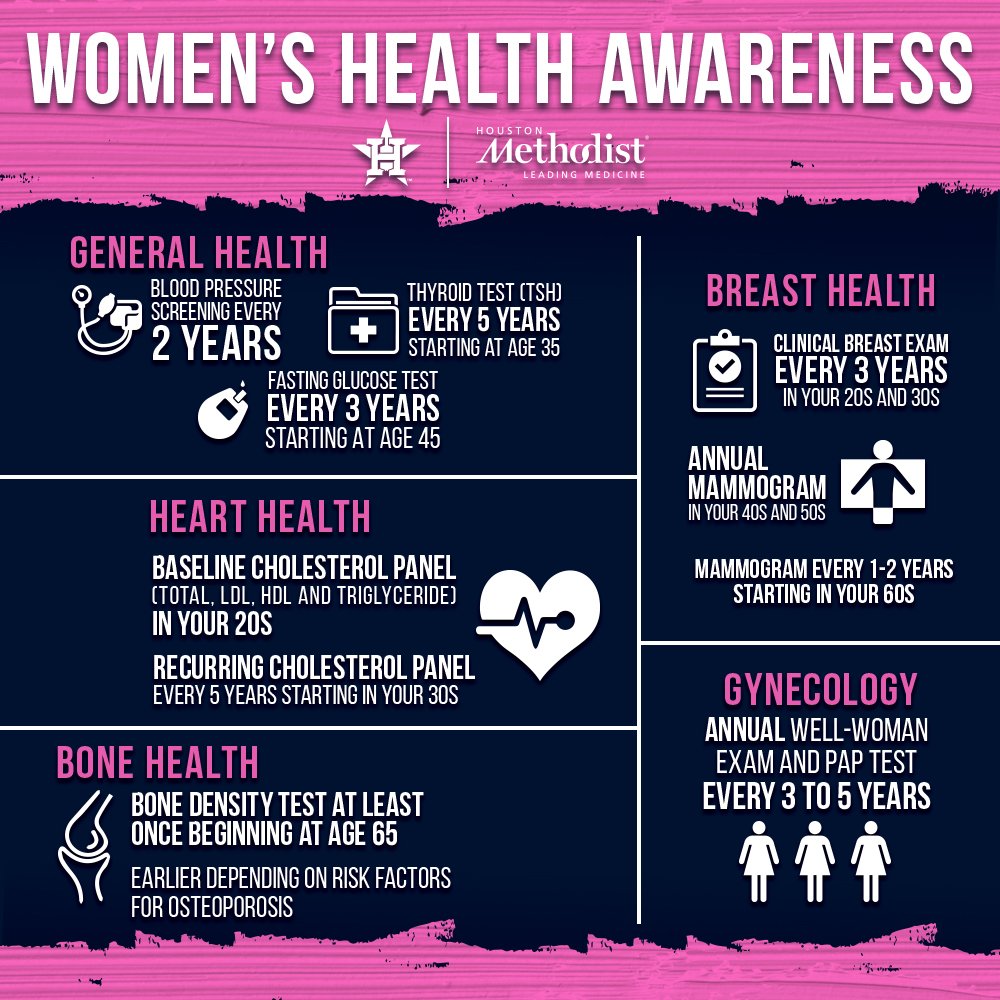 WOMEN'S HEALTH AWARENESS
H
HOUSTON
Methodist®
LEADING MEDICINE
GENERAL HEALTH
BLOOD PRESSURE
SCREENING EVERY
2 YEARS
THYROID TEST (TSH)
EVERY 5 YEARS
STARTING AT AGE 35
FASTING GLUCOSE TEST
EVERY 3 YEARS
STARTING AT AGE 45
HEART HEALTH
BASELINE CHOLESTEROL PANEL
(TOTAL, LDL, HDL AND TRIGLYCERIDE)
IN YOUR 20S
RECURRING CHOLESTEROL PANEL
EVERY 5 YEARS STARTING IN YOUR 30S
BONE HEALTH
BONE DENSITY TEST AT LEAST
ONCE BEGINNING AT AGE 65
EARLIER DEPENDING ON RISK FACTORS
FOR OSTEOPOROSIS
BREAST HEALTH
CLINICAL BREAST EXAM
EVERY 3 YEARS
IN YOUR 20S AND 30S
ANNUAL
MAMMOGRAM
IN YOUR 40S AND 50S
MAMMOGRAM EVERY 1-2 YEARS
STARTING IN YOUR 60S
GYNECOLOGY
ANNUAL WELL-WOMAN
EXAM AND PAP TEST
EVERY 3 TO 5 YEARS